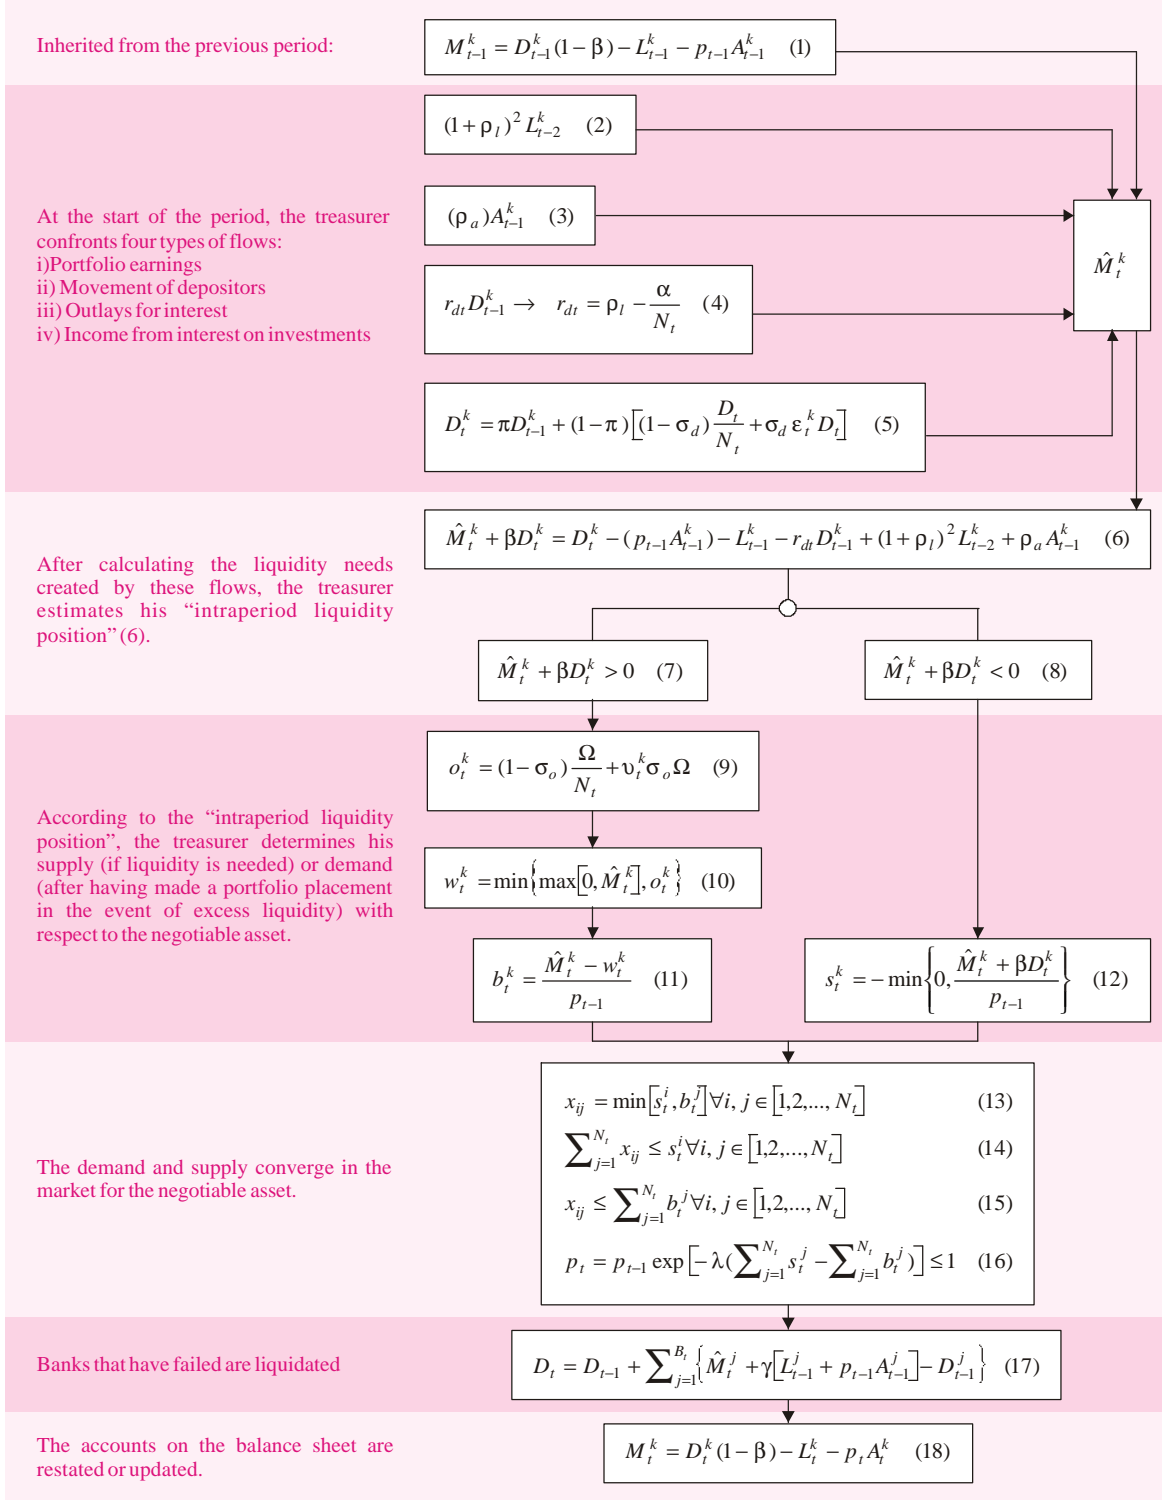 Inherited from the previous period:
M^k_{t−1} = D^k_{t−1}(1−β) − L^k_{t−1} − p_{t−1}A^k_{t−1} (1)
(1+ρ_l)^2 L^k_{t−2} (2)
At the start of the period, the treasurer
confronts four types of flows:
i)Portfolio earnings
ii) Movement of depositors
iii) Outlays for interest
iv) Income from interest on investments
(ρ_a)A^k_{t−1} (3)
r_{dt}D^k_{t−1} → r_{dt} = ρ_l − α/N_t (4)
D^k_t = πD^k_{t−1} + (1−π)[(1−σ_d) D_t/N_t + σ_d ε^k_t D_t] (5)
M̂^k_t
After calculating the liquidity needs
created by these flows, the treasurer
estimates his “intraperiod liquidity
position” (6).
M̂^k_t + βD^k_t = D^k_t − (p_{t−1}A^k_{t−1}) − L^k_{t−1} − r_{dt}D^k_{t−1} + (1+ρ_l)^2 L^k_{t−2} + ρ_a A^k_{t−1} (6)
M̂^k_t + βD^k_t > 0 (7)
M̂^k_t + βD^k_t < 0 (8)
According to the “intraperiod liquidity
position”, the treasurer determines his
supply (if liquidity is needed) or demand
(after having made a portfolio placement
in the event of excess liquidity) with
respect to the negotiable asset.
o^k_t = (1−σ_o) Ω/N_t + υ^k_t σ_o Ω (9)
w^k_t = min{max[0, M̂^k_t], o^k_t} (10)
b^k_t = (M̂^k_t − w^k_t)/p_{t−1} (11)
s^k_t = −min{0, (M̂^k_t + βD^k_t)/p_{t−1}} (12)
The demand and supply converge in the
market for the negotiable asset.
x_{ij} = min[s^i_t, b^j_t]∀i, j ∈ [1,2,..., N_t] (13)
∑^{N_t}_{j=1} x_{ij} ≤ s^i_t ∀i, j ∈ [1,2,..., N_t] (14)
x_{ij} ≤ ∑^{N_t}_{j=1} b^j_t ∀i, j ∈ [1,2,..., N_t] (15)
p_t = p_{t−1} exp[−λ(∑^{N_t}_{j=1} s^j_t − ∑^{N_t}_{j=1} b^j_t)] ≤ 1 (16)
Banks that have failed are liquidated
D_t = D_{t−1} + ∑^{B_t}_{j=1}{M̂^j_t + γ[L^j_{t−1} + p_{t−1}A^j_{t−1}] − D^j_{t−1}} (17)
The accounts on the balance sheet are
restated or updated.
M^k_t = D^k_t(1−β) − L^k_t − p_t A^k_t (18)